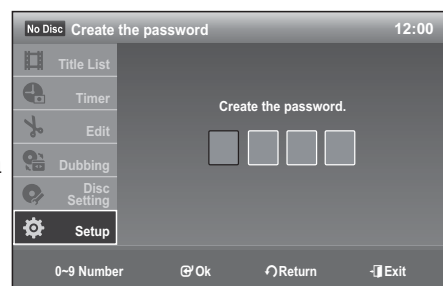 No Disc Create the password 12:00
Title List
Timer
Edit
Dubbing
Disc
Setting
Setup
Create the password.
0~9 Number Ok Return Exit